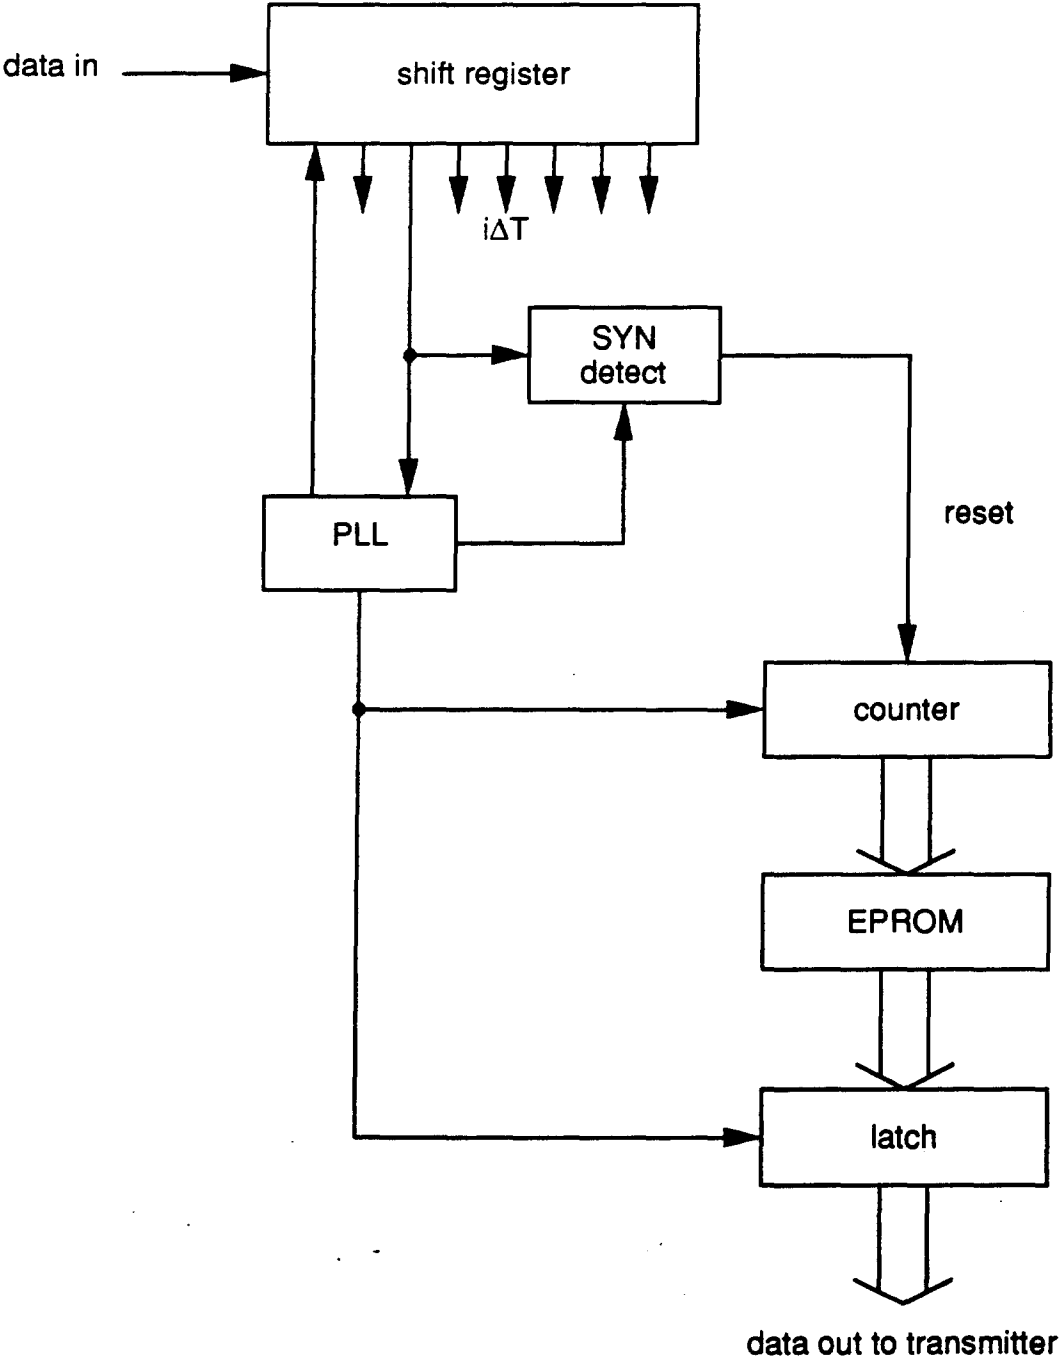 data in
shift register
iΔT
SYN
detect
PLL
reset
counter
EPROM
latch
data out to transmitter